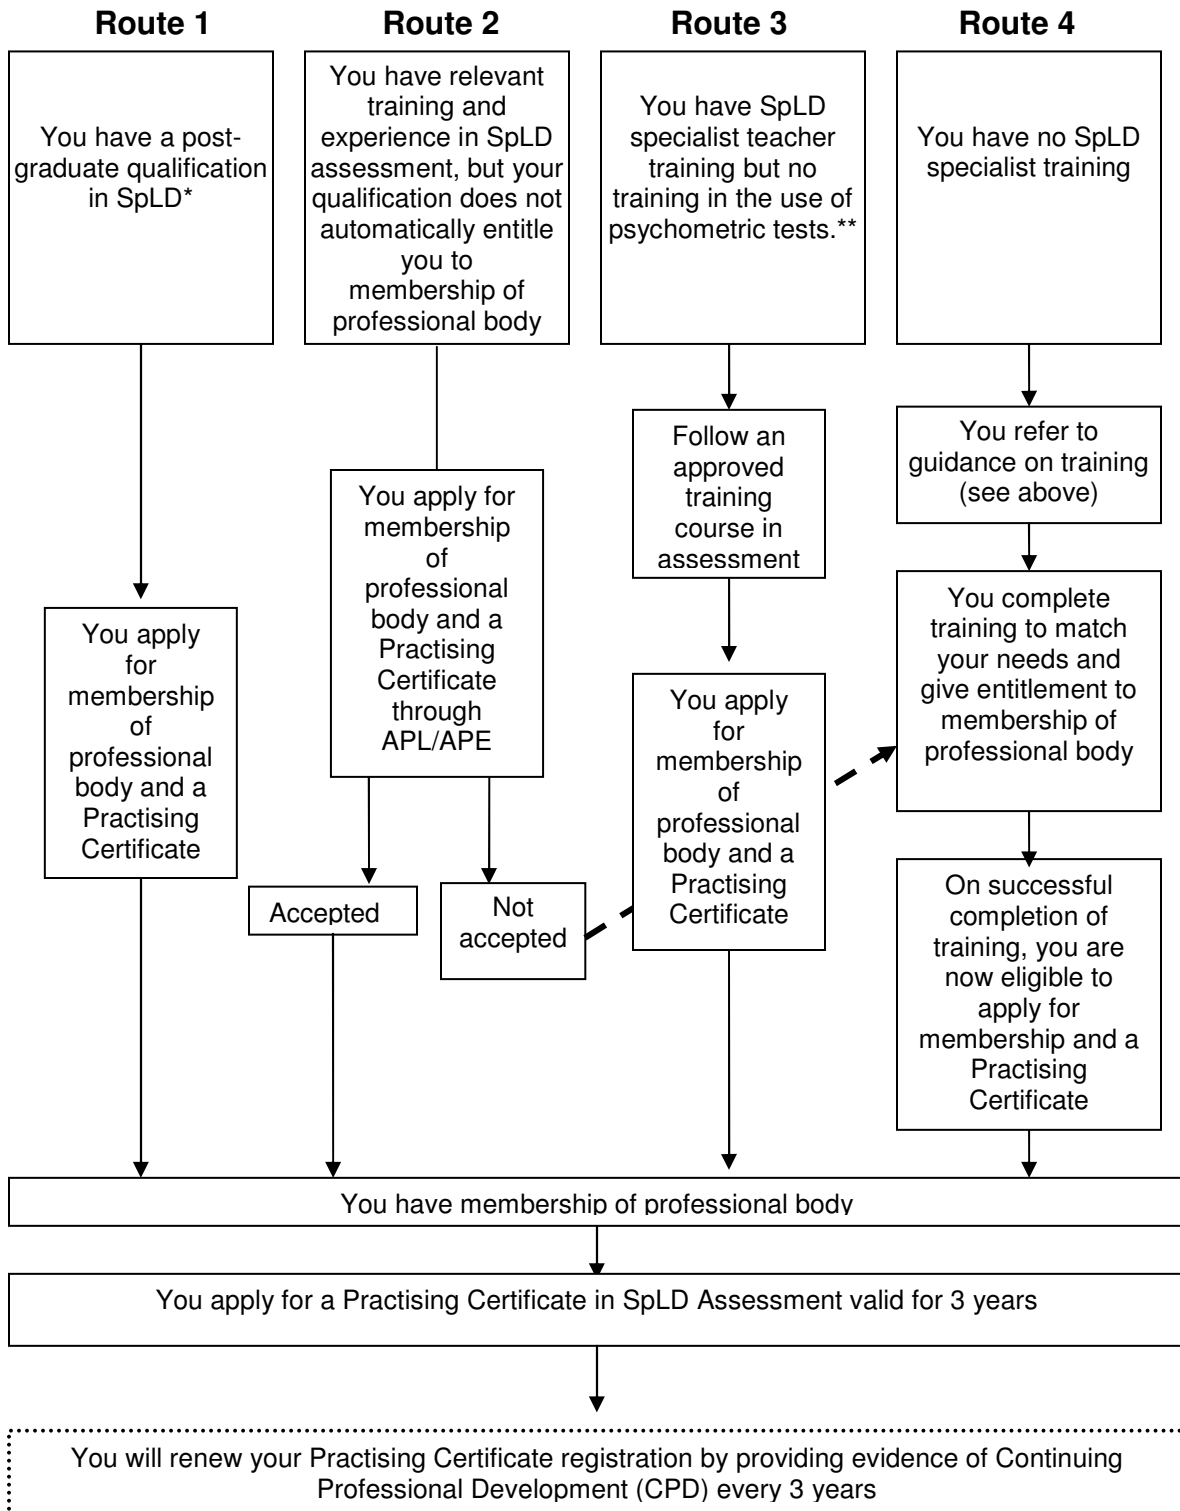 Route 1
Route 2
Route 3
Route 4
You have a post-
graduate qualification
in SpLD*
You have relevant
training and
experience in SpLD
assessment, but your
qualification does not
automatically entitle
you to
membership of
professional body
You have SpLD
specialist teacher
training but no
training in the use of
psychometric tests.**
You have no SpLD
specialist training
You apply
for
membership
of
professional
body and a
Practising
Certificate
You apply for
membership
of
professional
body and a
Practising
Certificate
through
APL/APE
Accepted
Not
accepted
Follow an
approved
training
course in
assessment
You apply
for
membership
of
professional
body and a
Practising
Certificate
You refer to
guidance on training
(see above)
You complete
training to match
your needs and
give entitlement to
membership of
professional body
On successful
completion of
training, you are
now eligible to
apply for
membership and a
Practising
Certificate
You have membership of professional body
You apply for a Practising Certificate in SpLD Assessment valid for 3 years
You will renew your Practising Certificate registration by providing evidence of Continuing
Professional Development (CPD) every 3 years